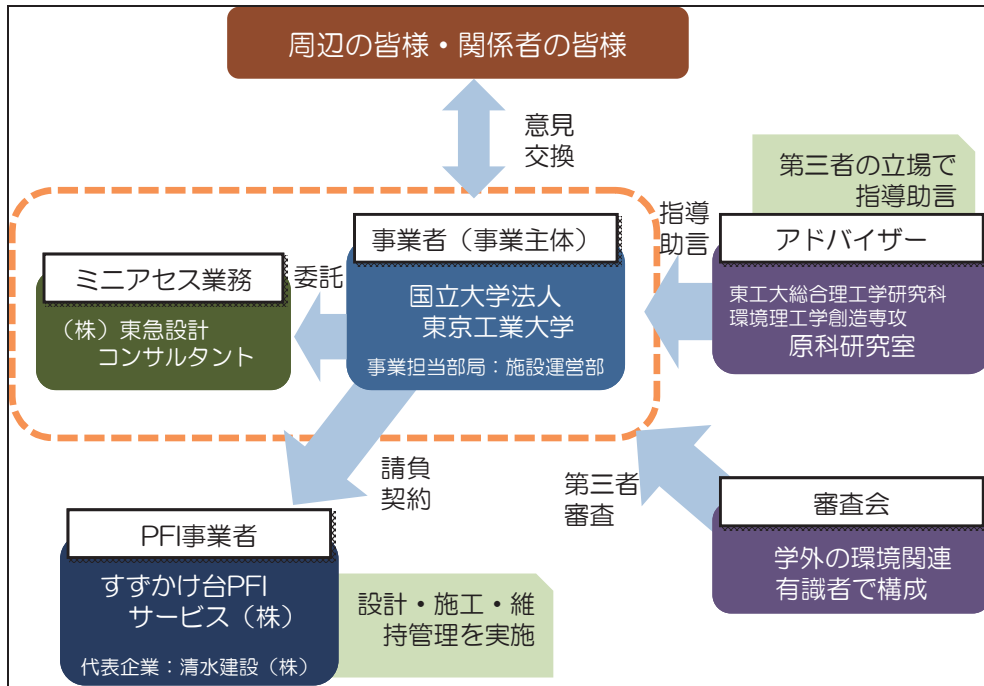 周辺の皆様・関係者の皆様
意見
交換
第三者の立場で
指導助言
指導
助言
事業者（事業主体）
国立大学法人
東京工業大学
事業担当部局：施設運営部
委託
ミニアセス業務
（株）東急設計
コンサルタント
アドバイザー
東工大総合理工学研究科
環境理工学創造専攻
原科研究室
請負
契約
第三者
審査
審査会
学外の環境関連
有識者で構成
PFI事業者
すずかけ台PFI
サービス（株）
代表企業：清水建設（株）
設計・施工・維
持管理を実施